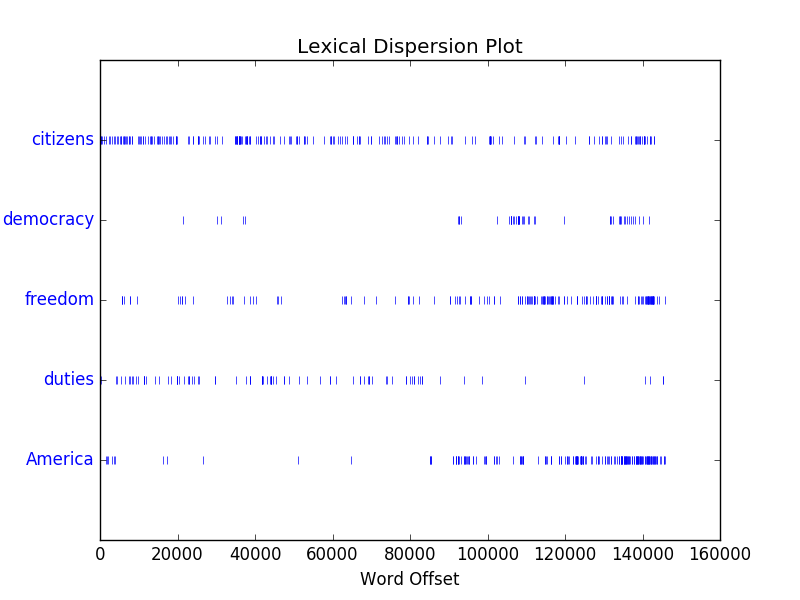 Lexical Dispersion Plot
citizens
democracy
freedom
duties
America
0 20000 40000 60000 80000 100000 120000 140000 160000
Word Offset